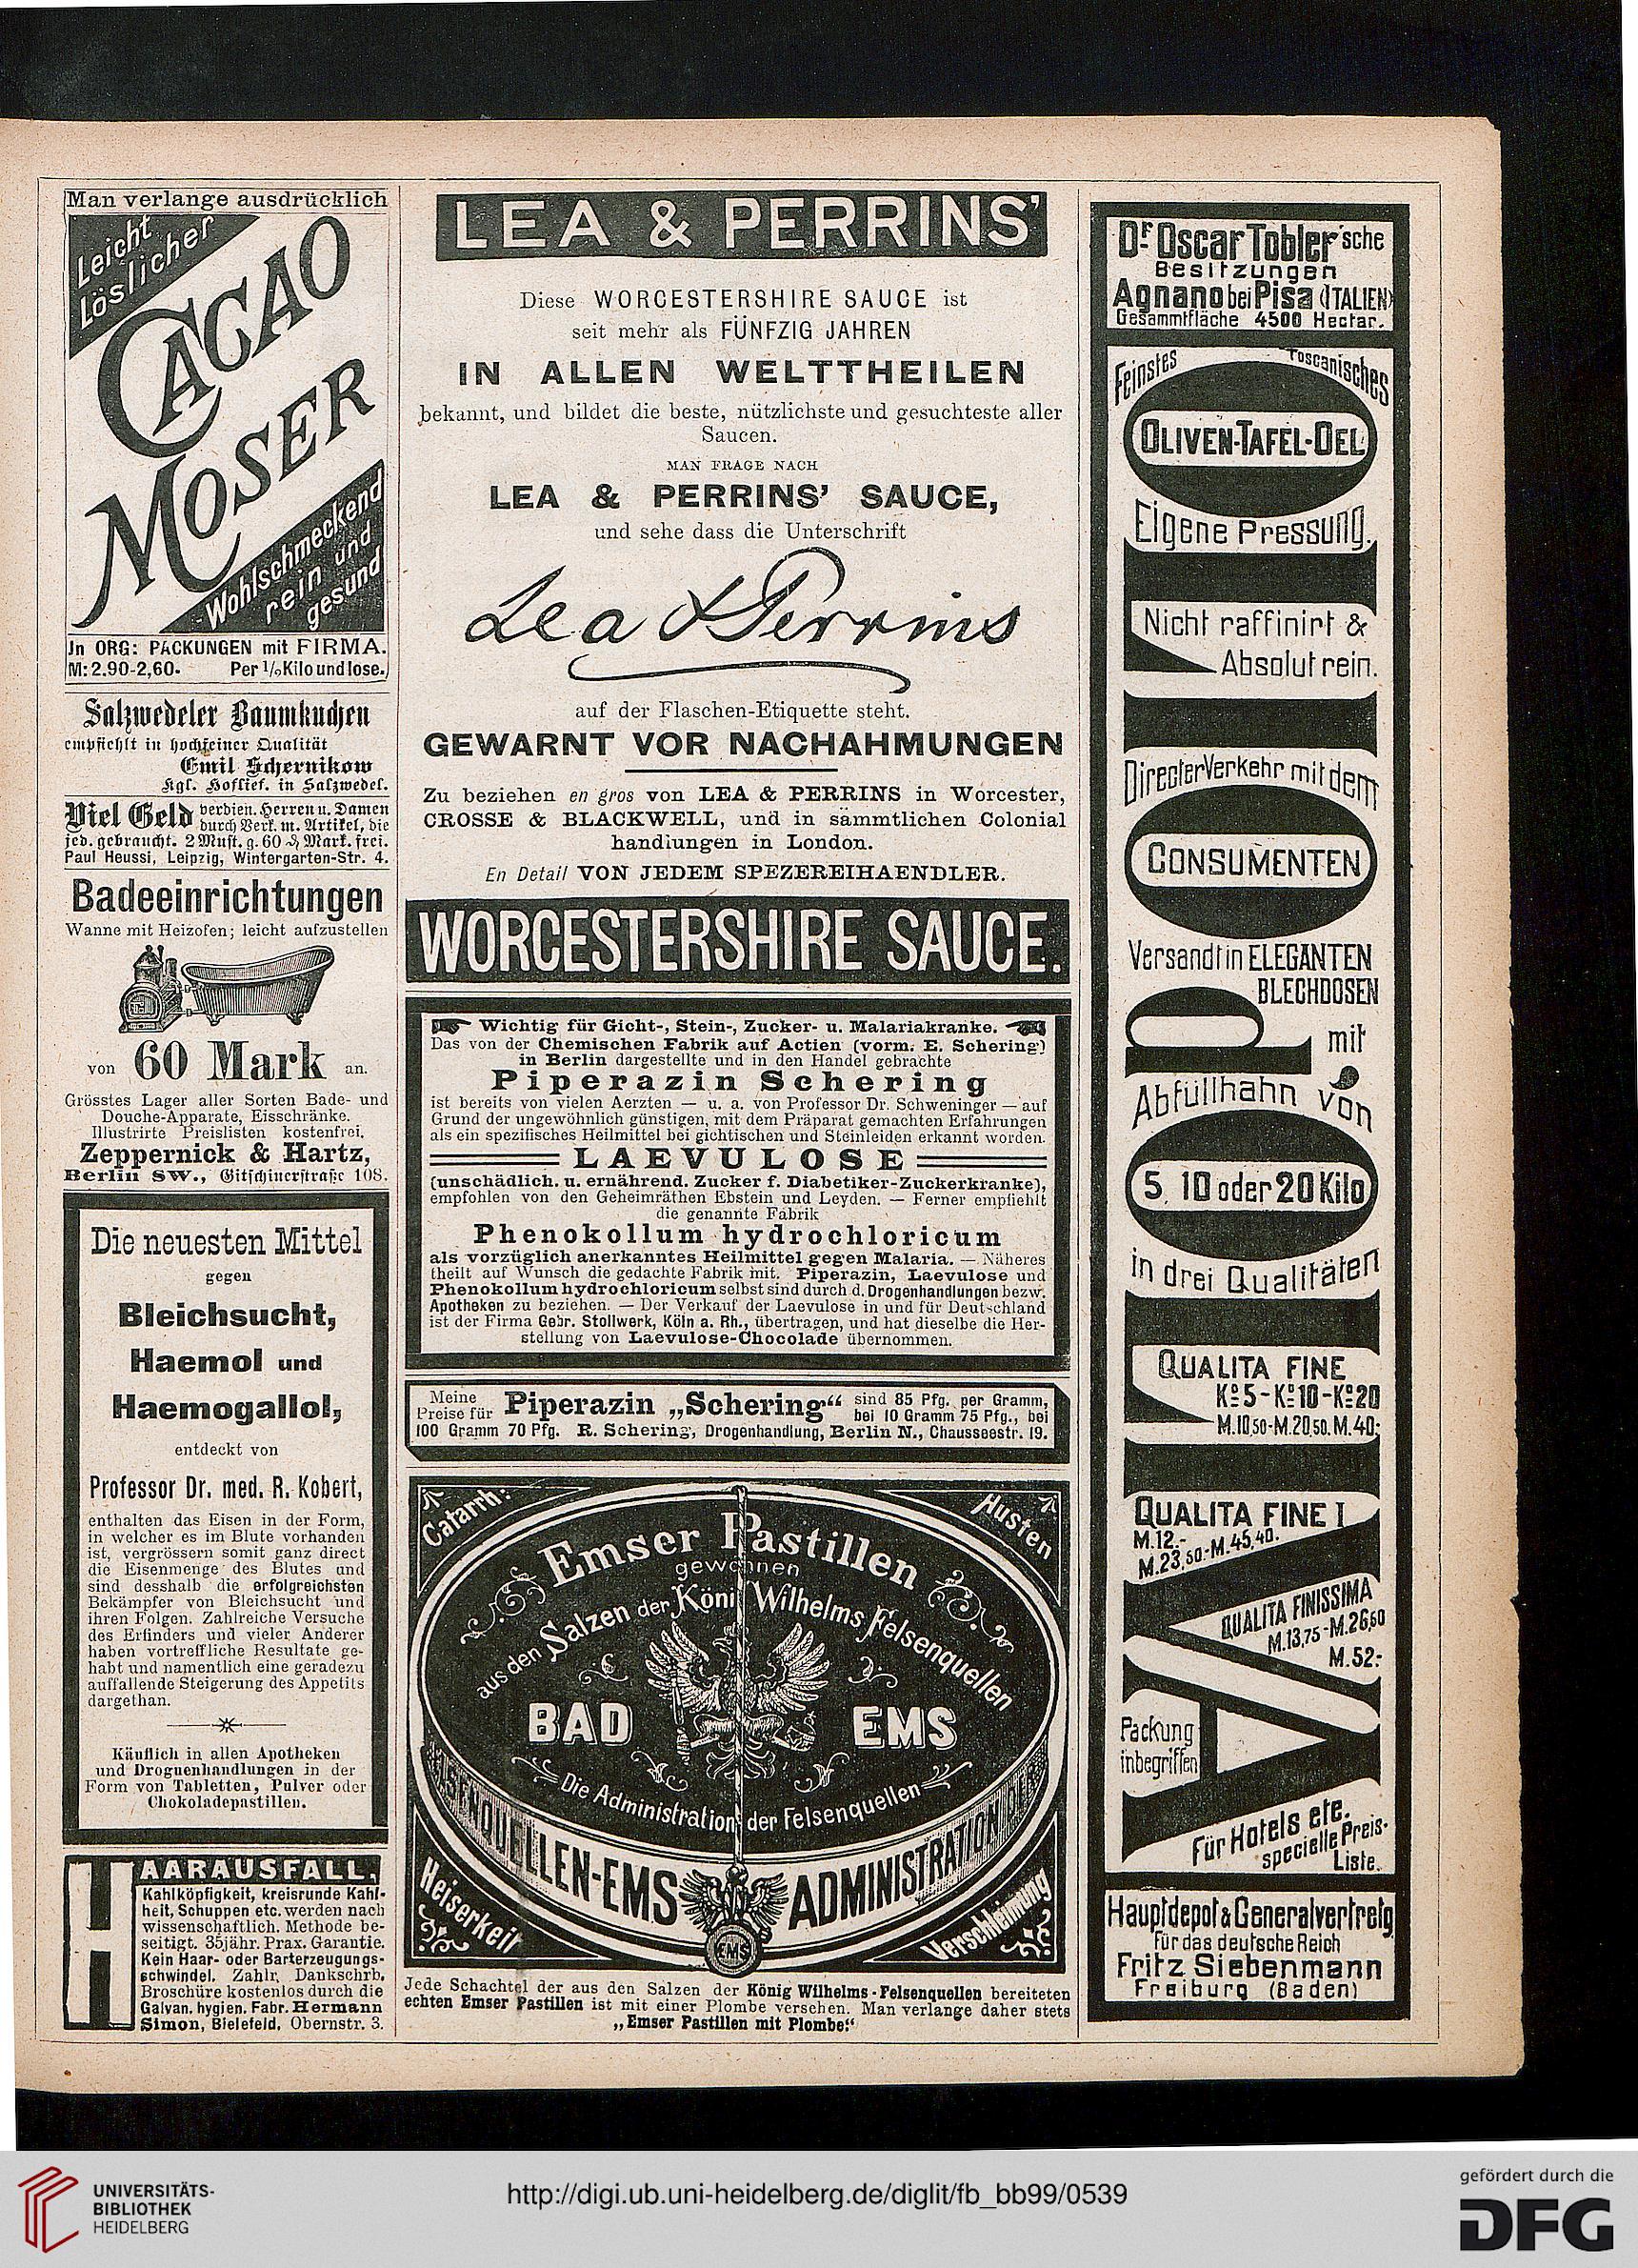 Man verlange ausdrücklich
Leicht
löslicher
CACAO
MOSER
Wohlschmeckend
rein und
gesund
Jn ORG: PACKUNGEN mit FIRMA.
M: 2.90-2,60. Per 1/2 Kilo und lose.
Salzwedeler Baumkuchen
empfiehlt in hochfeiner Qualität
Emil Schernikow
Kgl. Hoflief. in Salzwedel.
Viel Geld verdien. Herren u. Damen
durch Verk. m. Artikel, die
jed. gebraucht. 2 Must. g. 60 ₰ Mark. frei.
Paul Heussi, Leipzig, Wintergarten-Str. 4.
Badeeinrichtungen
Wanne mit Heizofen; leicht aufzustellen
von 60 Mark an.
Grösstes Lager aller Sorten Bade- und
Douche-Apparate, Eisschränke.
Illustrirte Preislisten kostenfrei.
Zeppernick & Hartz,
Berlin SW., Gitschinerstraße 108.
Die neuesten Mittel
gegen
Bleichsucht,
Haemol und
Haemogallol,
entdeckt von
Professor Dr. med. R. Kobert,
enthalten das Eisen in der Form,
in welcher es im Blute vorhanden
ist, vergrössern somit ganz direct
die Eisenmenge des Blutes und
sind desshalb die erfolgreichsten
Bekämpfer von Bleichsucht und
ihren Folgen. Zahlreiche Versuche
des Erfinders und vieler Anderer
haben vortreffliche Resultate ge-
habt und namentlich eine geradezu
auffallende Steigerung des Appetits
dargethan.
Käuflich in allen Apotheken
und Droguenhandlungen in der
Form von Tabletten, Pulver oder
Chokoladepastillen.
HAARAUSFALL,
Kahlköpfigkeit, kreisrunde Kahl-
heit, Schuppen etc. werden nach
wissenschaftlich. Methode be-
seitigt. 35jähr. Prax. Garantie.
Kein Haar- oder Barterzeugungs-
schwindel. Zahlr. Dankschrb.
Broschüre kostenlos durch die
Galvan. hygien. Fabr. Hermann
Simon, Bielefeld, Obernstr. 3.
LEA & PERRINS'
Diese WORCESTERSHIRE SAUCE ist
seit mehr als FÜNFZIG JAHREN
IN ALLEN WELTTHEILEN
bekannt, und bildet die beste, nützlichste und gesuchteste aller
Saucen.
MAN FRAGE NACH
LEA & PERRINS' SAUCE,
und sehe dass die Unterschrift
Lea & Perrins
auf der Flaschen-Etiquette steht.
GEWARNT VOR NACHAHMUNGEN
Zu beziehen en gros von LEA & PERRINS in Worcester,
CROSSE & BLACKWELL, und in sämmtlichen Colonial
handlungen in London.
En Detail VON JEDEM SPEZEREIHAENDLER.
WORCESTERSHIRE SAUCE.
Wichtig für Gicht-, Stein-, Zucker- u. Malariakranke.
Das von der Chemischen Fabrik auf Actien (vorm. E. Schering)
in Berlin dargestellte und in den Handel gebrachte
Piperazin Schering
ist bereits von vielen Aerzten — u. a. von Professor Dr. Schweninger — auf
Grund der ungewöhnlich günstigen, mit dem Präparat gemachten Erfahrungen
als ein spezifisches Heilmittel bei gichtischen und Steinleiden erkannt worden.
LAEVULOSE
(unschädlich. u. ernährend. Zucker f. Diabetiker-Zuckerkranke),
empfohlen von den Geheimräthen Ebstein und Leyden. — Ferner empfiehlt
die genannte Fabrik
Phenokollum hydrochloricum
als vorzüglich anerkanntes Heilmittel gegen Malaria. — Näheres
theilt auf Wunsch die gedachte Fabrik mit. Piperazin, Laevulose und
Phenokollum hydrochloricum selbst sind durch d. Drogenhandlungen bezw.
Apotheken zu beziehen. — Der Verkauf der Laevulose in und für Deutschland
ist der Firma Gebr. Stollwerk, Köln a. Rh., übertragen, und hat dieselbe die Her-
stellung von Laevulose-Chocolade übernommen.
Meine Preise für Piperazin „Schering“ sind 85 Pfg. per Gramm,
bei 10 Gramm 75 Pfg., bei
100 Gramm 70 Pfg. R. Schering, Drogenhandlung, Berlin N., Chausseestr. 19.
Catarrh:
Husten
Emser Pastillen
gewonnen
aus den Salzen der König Wilhelms Felsenquellen
BAD EMS
Die Administration der Felsenquellen
FELSENQUELLEN-EMS ADMINISTRATION DER
EMS
Heiserkeit
Verschleimung
Jede Schachtel der aus den Salzen der König Wilhelms-Felsenquellen bereiteten
echten Emser Pastillen ist mit einer Plombe versehen. Man verlange daher stets
„Emser Pastillen mit Plombe“
Dr Oscar Tobler'sche
Besitzungen
Agnano bei Pisa (ITALIEN)
Gesammtfläche 4500 Hectar.
Feinstes Toscanisches
OLIVEN-TAFEL-OEL
Eigene Pressung.
Nicht raffinirt &
Absolut rein.
Directer Verkehr mit dem
CONSUMENTEN
Versandt in ELEGANTEN
BLECHDOSEN
mit
Abfüllhahn von
5, 10 oder 20 Kilo
in drei Qualitäten
QUALITA FINE
Ko 5 - Ko 10 - Ko 20
M.10.50-M.20.50. M.40:
QUALITA FINE I
M.12.-
M.23.50.-M.45.40.
QUALITA FINISSIMA
M.13.75-M.26.50
M.52:-
Packung
inbegriffen
Für Hotels etc.
specielle Preis-
Liste.
Hauptdepot & Generalvertretg
für das deutsche Reich
Fritz Siebenmann
Freiburg (Baden)
UNIVERSITÄTS-
BIBLIOTHEK
HEIDELBERG
http://digi.ub.uni-heidelberg.de/diglit/fb_bb99/0539
gefördert durch die
DFG